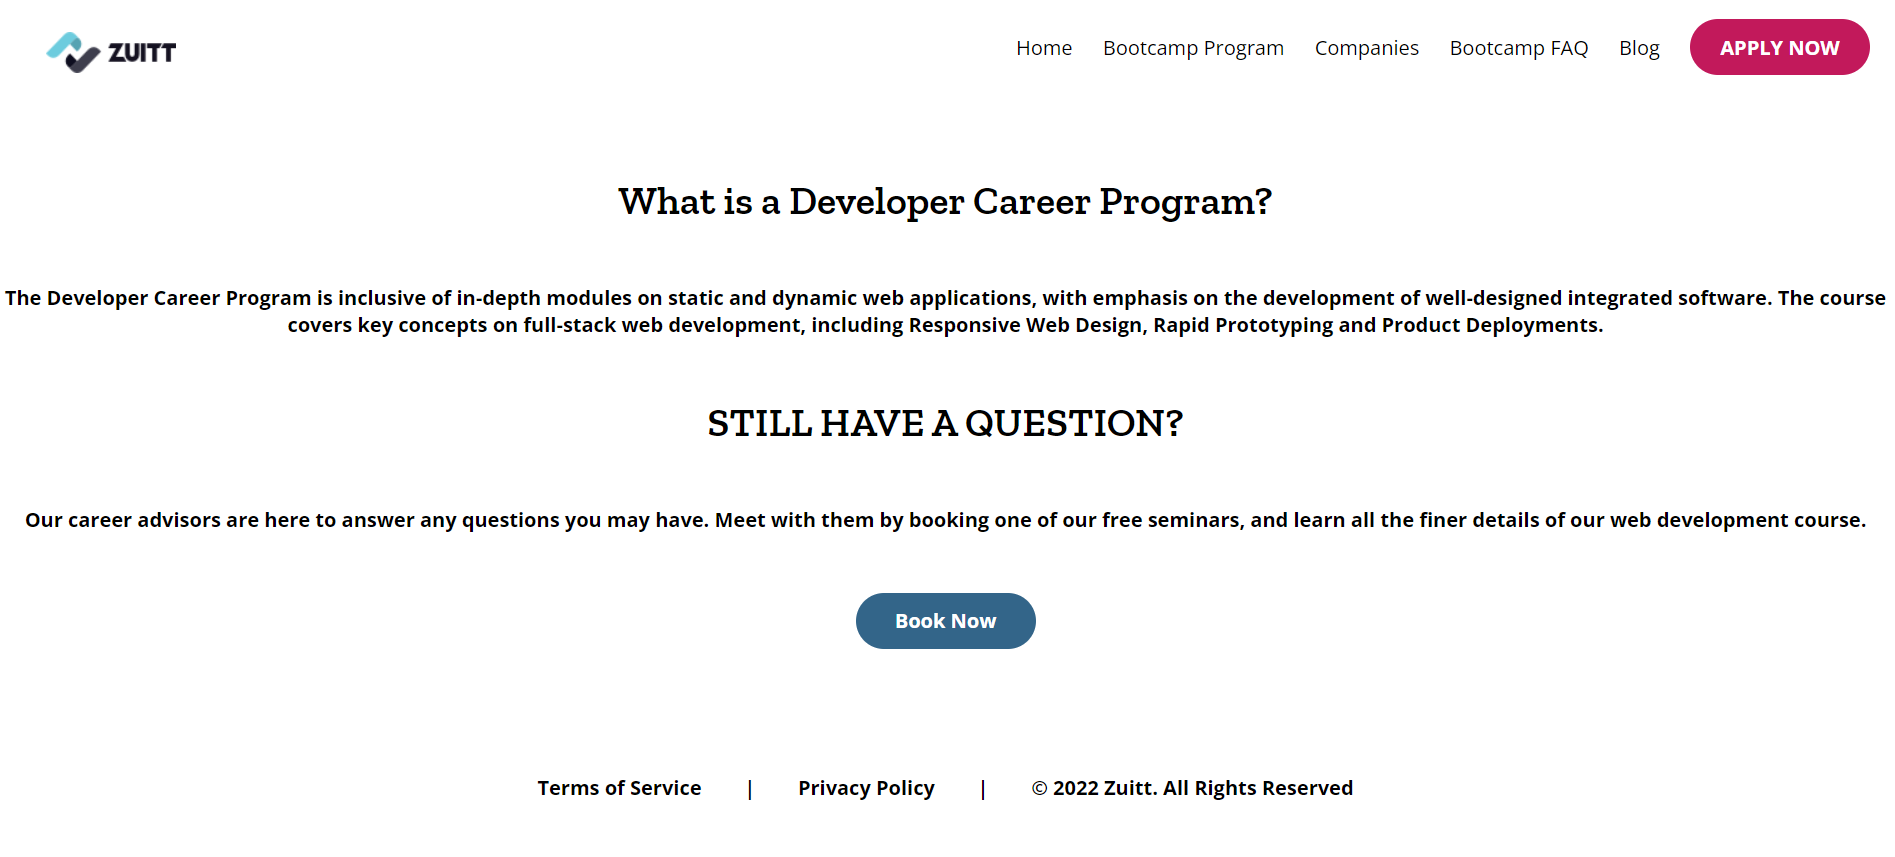 ZUITT
Home Bootcamp Program Companies Bootcamp FAQ Blog APPLY NOW
What is a Developer Career Program?
The Developer Career Program is inclusive of in-depth modules on static and dynamic web applications, with emphasis on the development of well-designed integrated software. The course
covers key concepts on full-stack web development, including Responsive Web Design, Rapid Prototyping and Product Deployments.
STILL HAVE A QUESTION?
Our career advisors are here to answer any questions you may have. Meet with them by booking one of our free seminars, and learn all the finer details of our web development course.
Book Now
Terms of Service | Privacy Policy | © 2022 Zuitt. All Rights Reserved